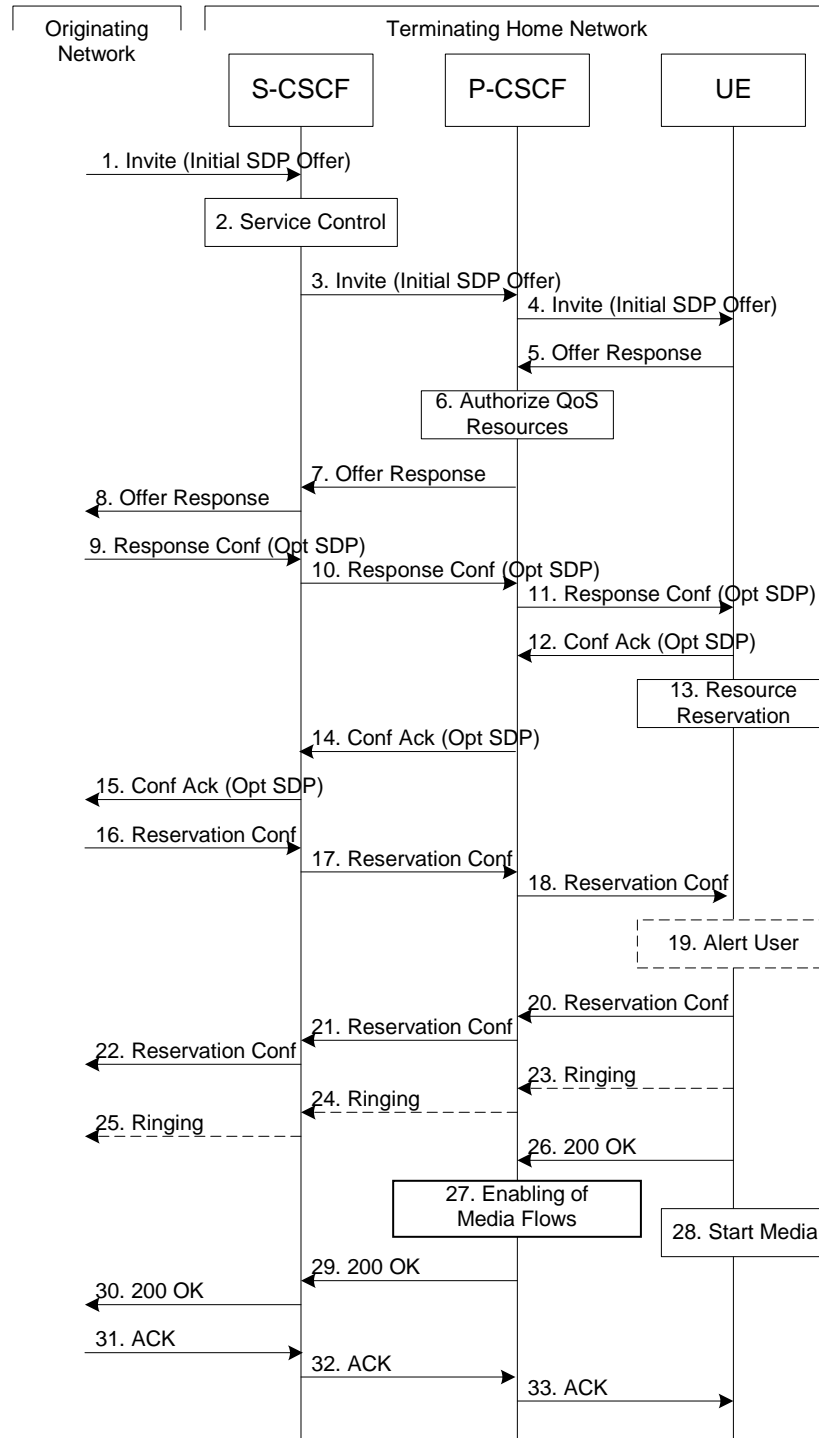 Originating
Network
Terminating Home Network
S-CSCF
P-CSCF
UE
1. Invite (Initial SDP Offer)
2. Service Control
3. Invite (Initial SDP Offer)
4. Invite (Initial SDP Offer)
5. Offer Response
6. Authorize QoS
Resources
7. Offer Response
8. Offer Response
9. Response Conf (Opt SDP)
10. Response Conf (Opt SDP)
11. Response Conf (Opt SDP)
12. Conf Ack (Opt SDP)
13. Resource
Reservation
14. Conf Ack (Opt SDP)
15. Conf Ack (Opt SDP)
16. Reservation Conf
17. Reservation Conf
18. Reservation Conf
19. Alert User
20. Reservation Conf
21. Reservation Conf
22. Reservation Conf
23. Ringing
24. Ringing
25. Ringing
26. 200 OK
27. Enabling of
Media Flows
28. Start Media
29. 200 OK
30. 200 OK
31. ACK
32. ACK
33. ACK